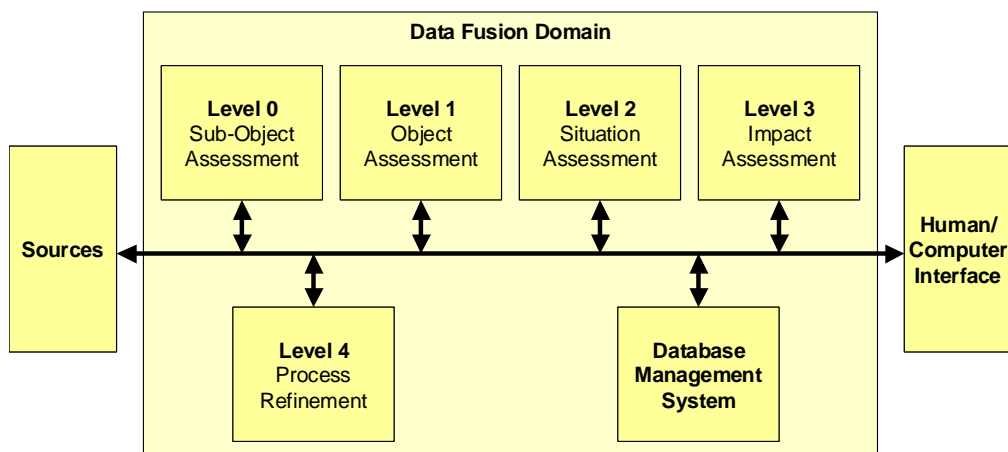 Data Fusion Domain
Level 0
Sub-Object
Assessment
Level 1
Object
Assessment
Level 2
Situation
Assessment
Level 3
Impact
Assessment
Sources
Human/
Computer
Interface
Level 4
Process
Refinement
Database
Management
System